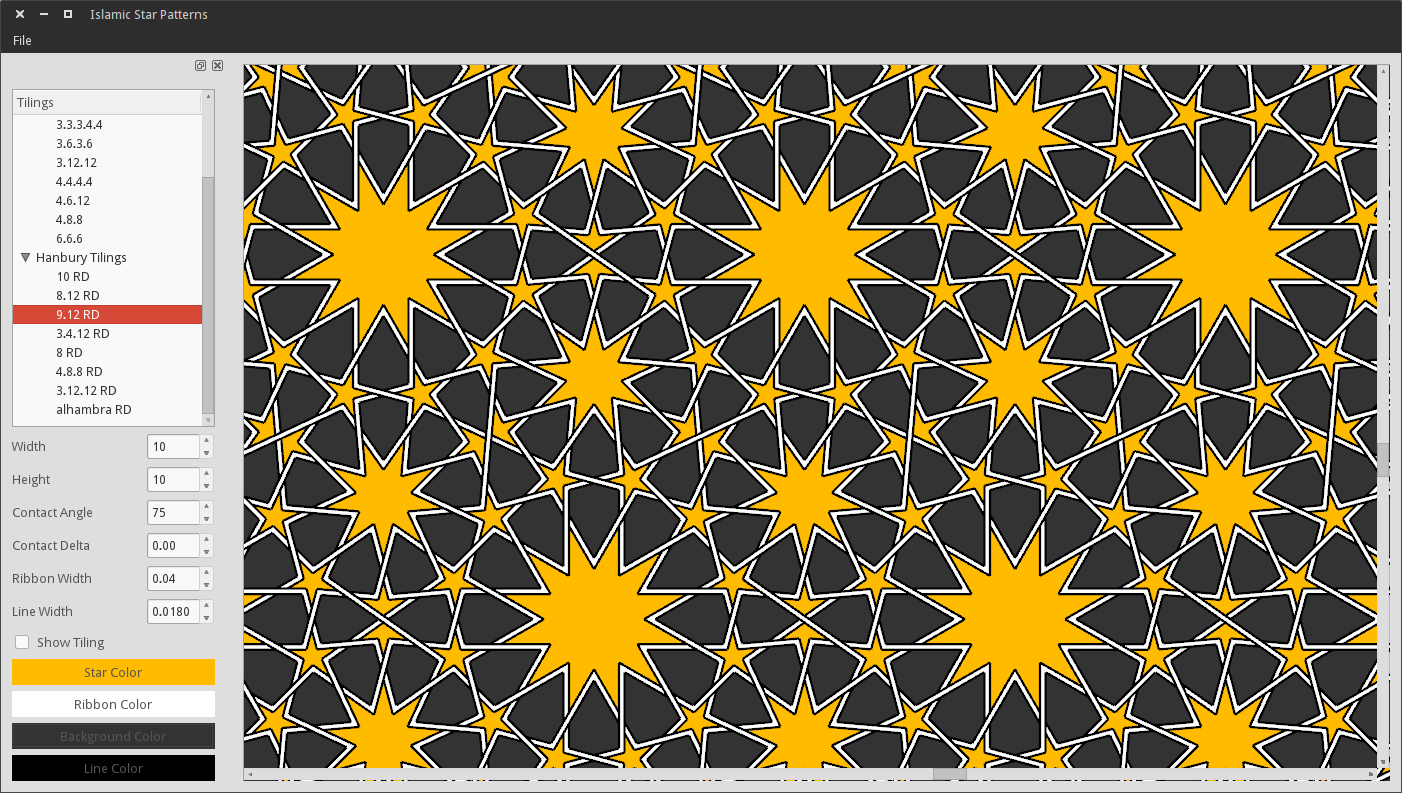 Islamic Star Patterns
File
Tilings
3.3.3.4.4
3.6.3.6
3.12.12
4.4.4.4
4.6.12
4.8.8
6.6.6
Hanbury Tilings
10 RD
8.12 RD
9.12 RD
3.4.12 RD
8 RD
4.8.8 RD
3.12.12 RD
alhambra RD
Width 10
Height 10
Contact Angle 75
Contact Delta 0.00
Ribbon Width 0.04
Line Width 0.0180
Show Tiling
Star Color
Ribbon Color
Background Color
Line Color